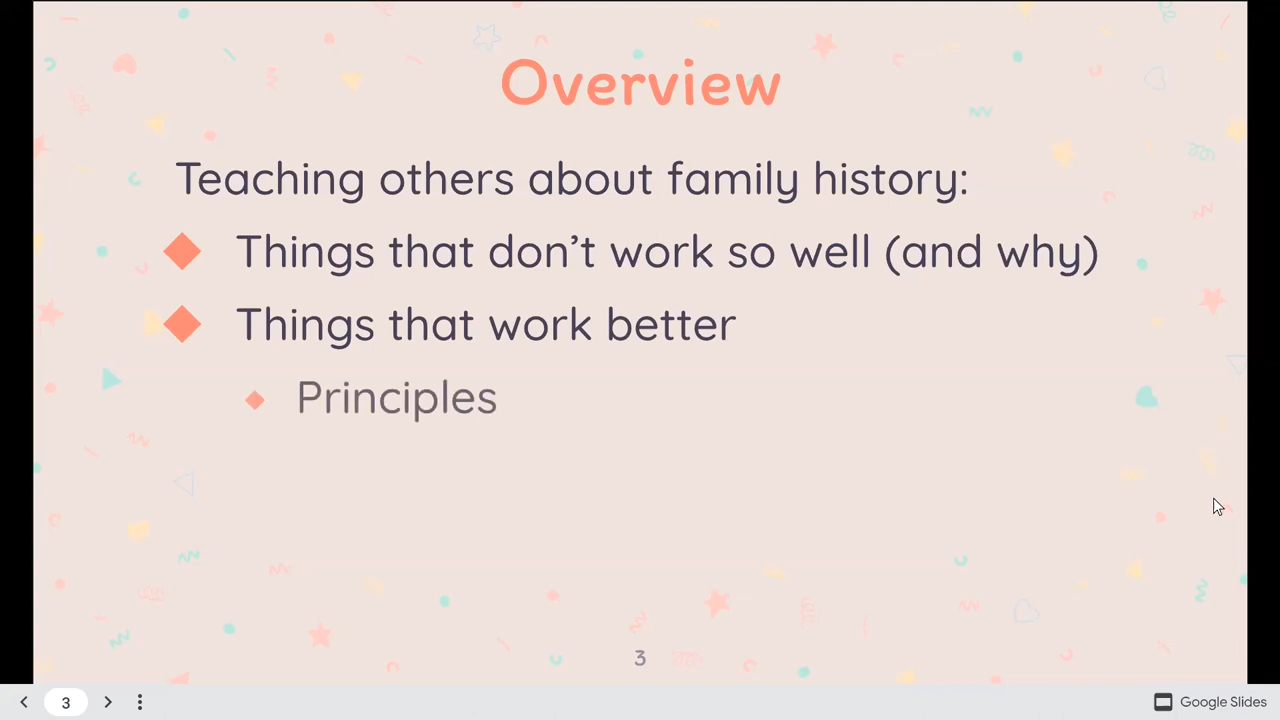 Overview
Teaching others about family history:
Things that don’t work so well (and why)
Things that work better
Principles
3
3
Google Slides